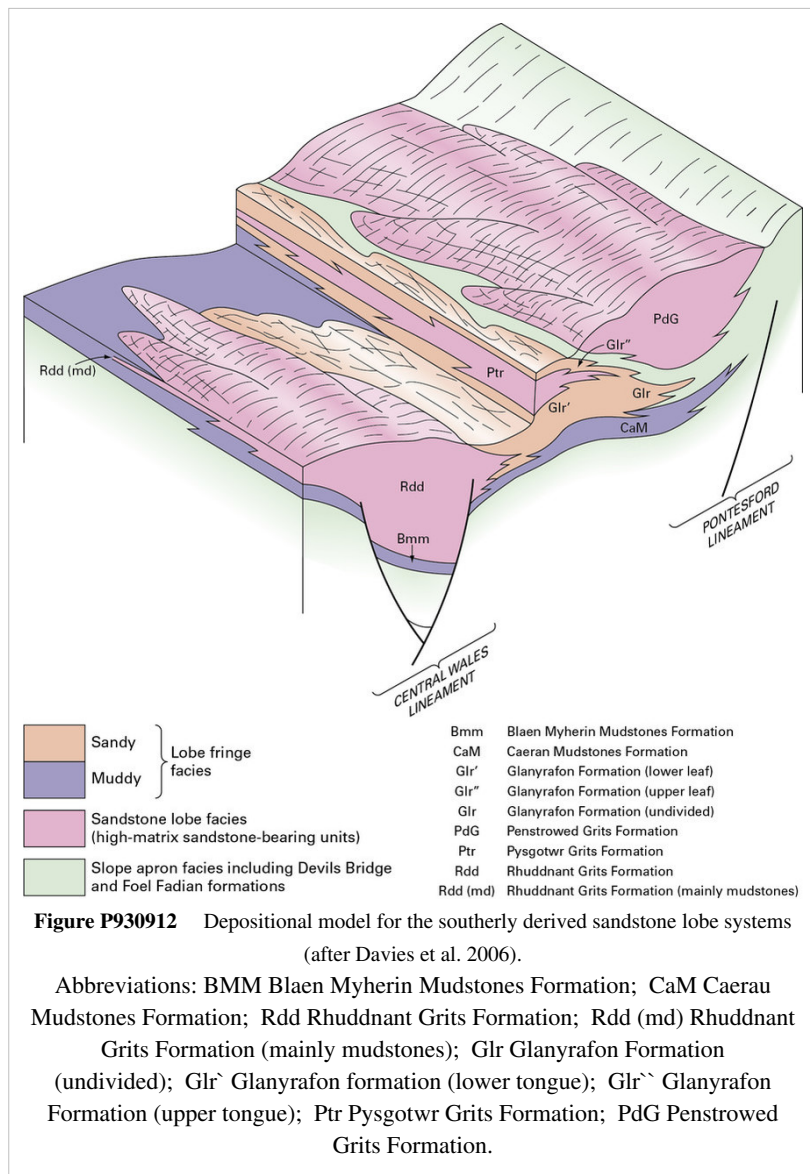 PdG
Glr″
Rdd (md)
Ptr
Glr
Glr′
CaM
Rdd
PONTESFORD
LINEAMENT
Bmm
CENTRAL WALES
LINEAMENT
Sandy
Muddy
Lobe fringe
facies
Sandstone lobe facies
(high-matrix sandstone-bearing units)
Slope apron facies including Devils Bridge
and Foel Fadian formations
Bmm Blaen Myherin Mudstones Formation
CaM Caeran Mudstones Formation
Glr′ Glanyrafon Formation (lower leaf)
Glr″ Glanyrafon Formation (upper leaf)
Glr Glanyrafon Formation (undivided)
PdG Penstrowed Grits Formation
Ptr Pysgotwr Grits Formation
Rdd Rhuddnant Grits Formation
Rdd (md) Rhuddnant Grits Formation (mainly mudstones)
Figure P930912 Depositional model for the southerly derived sandstone lobe systems
(after Davies et al. 2006).
Abbreviations: BMM Blaen Myherin Mudstones Formation; CaM Caerau
Mudstones Formation; Rdd Rhuddnant Grits Formation; Rdd (md) Rhuddnant
Grits Formation (mainly mudstones); Glr Glanyrafon Formation
(undivided); Glr` Glanyrafon formation (lower tongue); Glr`` Glanyrafon
Formation (upper tongue); Ptr Pysgotwr Grits Formation; PdG Penstrowed
Grits Formation.